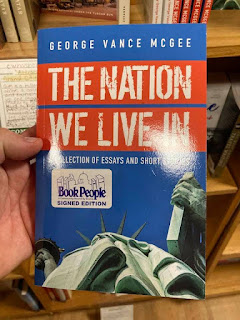 GEORGE VANCE MCGEE
THE NATION
WE LIVE IN
COLLECTION OF ESSAYS AND SHORT
Book People
SIGNED EDITION